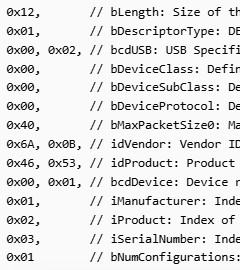 0x12, // bLength: Size of th
0x01, // bDescriptorType: DE
0x00, 0x02, // bcdUSB: USB Specifi
0x00, // bDeviceClass: Defin
0x00, // bDeviceSubClass: De
0x00, // bDeviceProtocol: De
0x40, // bMaxPacketSize0: Ma
0x6A, 0x0B, // idVendor: Vendor ID
0x46, 0x53, // idProduct: Product
0x00, 0x01, // bcdDevice: Device r
0x01, // iManufacturer: Inde
0x02, // iProduct: Index of
0x03, // iSerialNumber: Inde
0x01 // bNumConfigurations: